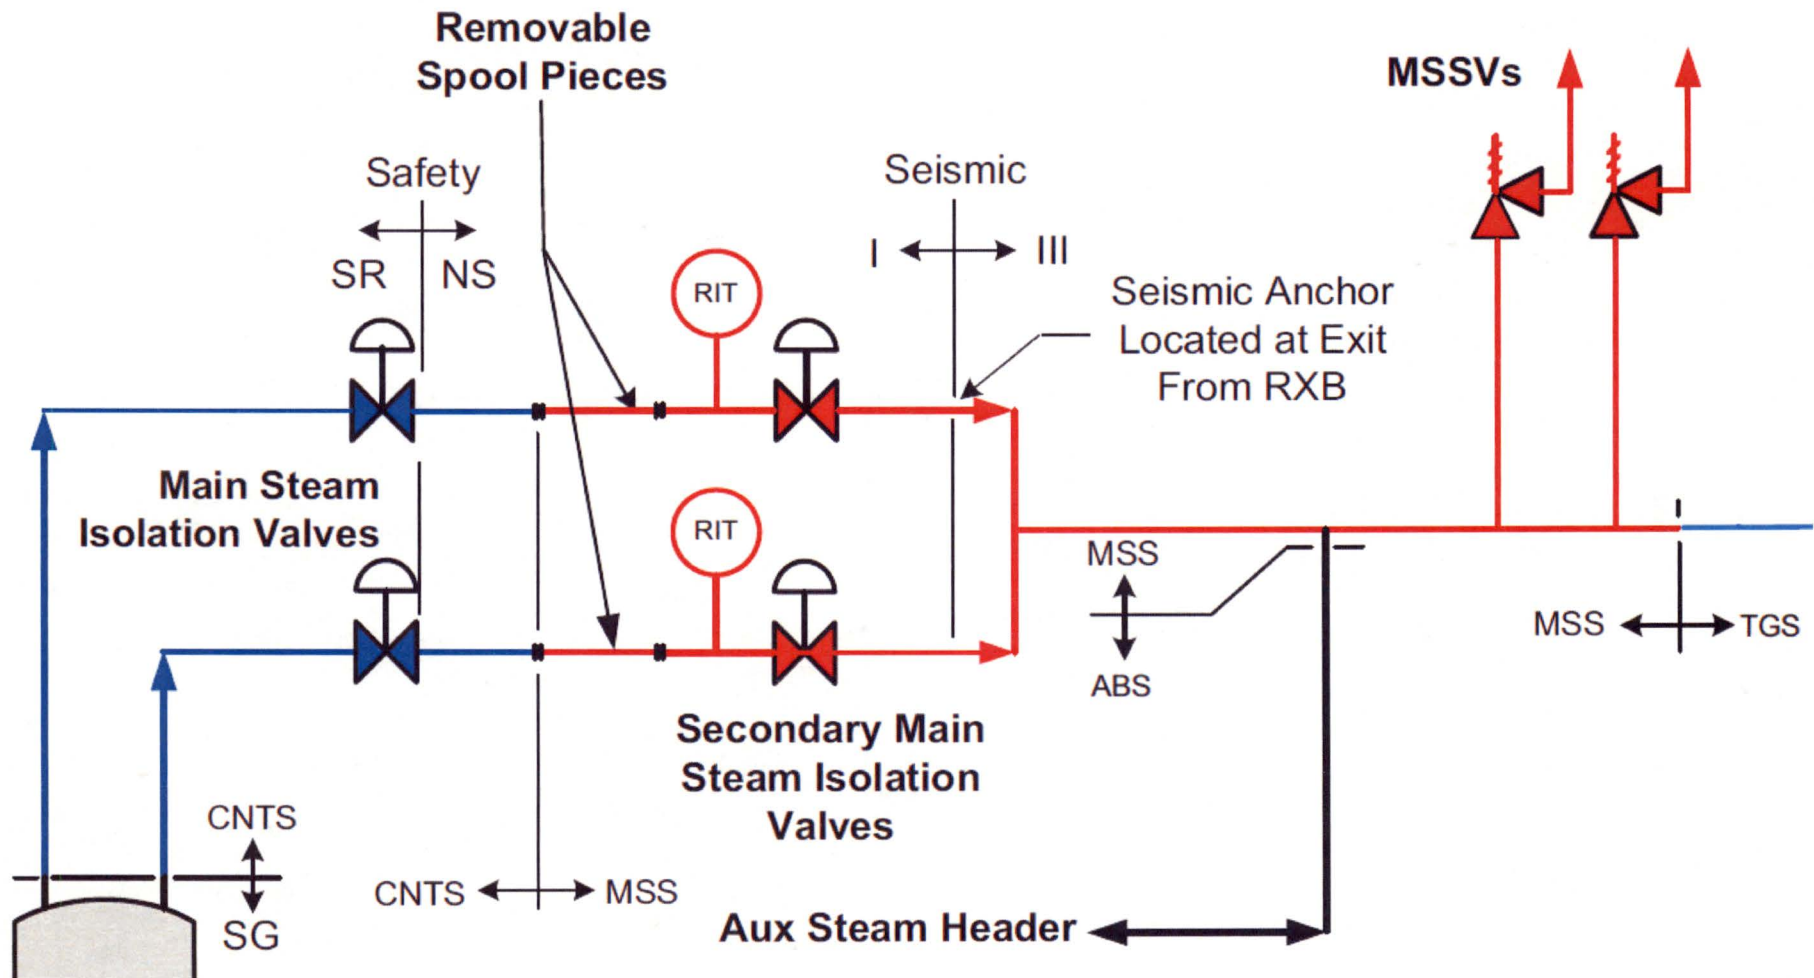 Removable
Spool Pieces
MSSVs
Safety
SR
NS
Seismic
I
III
RIT
Seismic Anchor
Located at Exit
From RXB
Main Steam
Isolation Valves
RIT
MSS
ABS
MSS
TGS
Secondary Main
Steam Isolation
Valves
CNTS
SG
CNTS
MSS
Aux Steam Header